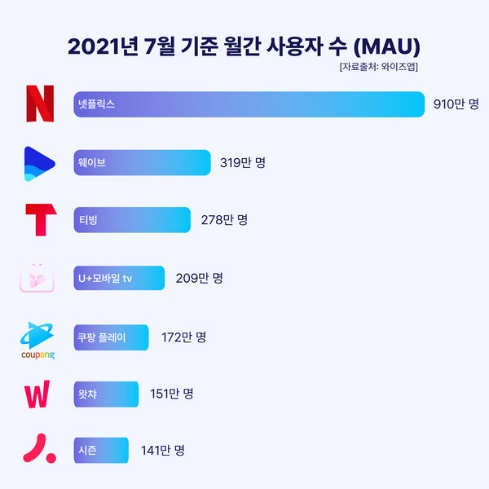 2021년 7월 기준 월간 사용자 수 (MAU)
[자료출처: 와이즈앱]
넷플릭스 910만 명
웨이브 319만 명
티빙 278만 명
U+모바일 tv 209만 명
쿠팡 플레이 172만 명
coupang
왓챠 151만 명
시즌 141만 명